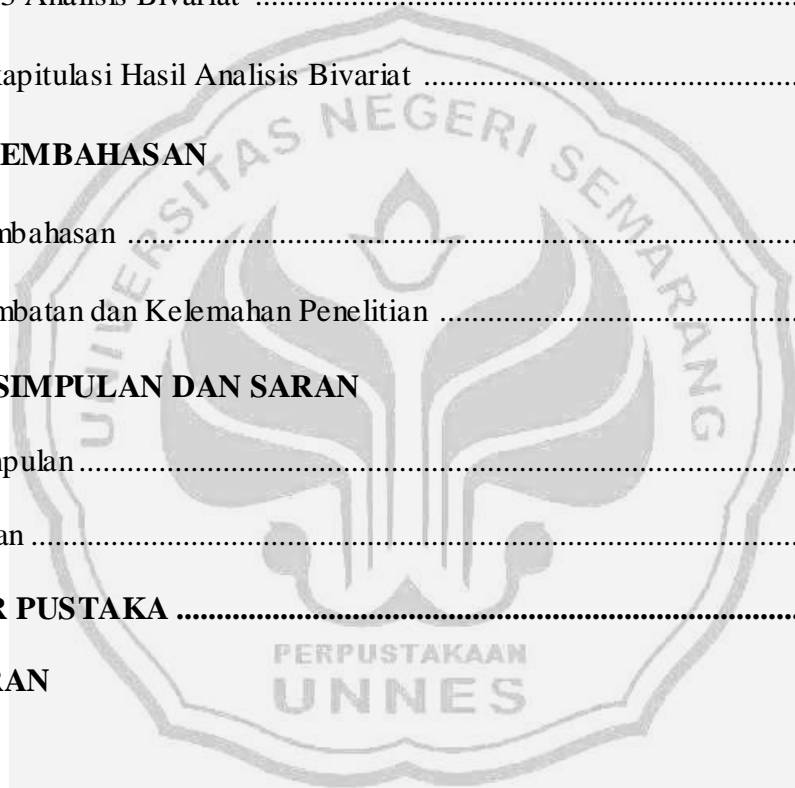 3 Analisis Bivariat ..........................................................................
kapitulasi Hasil Analisis Bivariat ..................................................
EMBAHASAN
mbahasan ..........................................................................................
mbatan dan Kelemahan Penelitian ................................................
SIMPULAN DAN SARAN
npulan ................................................................................................
an ........................................................................................................
R PUSTAKA ....................................................................................
RAN
UNIVERSITAS NEGERI SEMARANG
PERPUSTAKAAN
UNNES